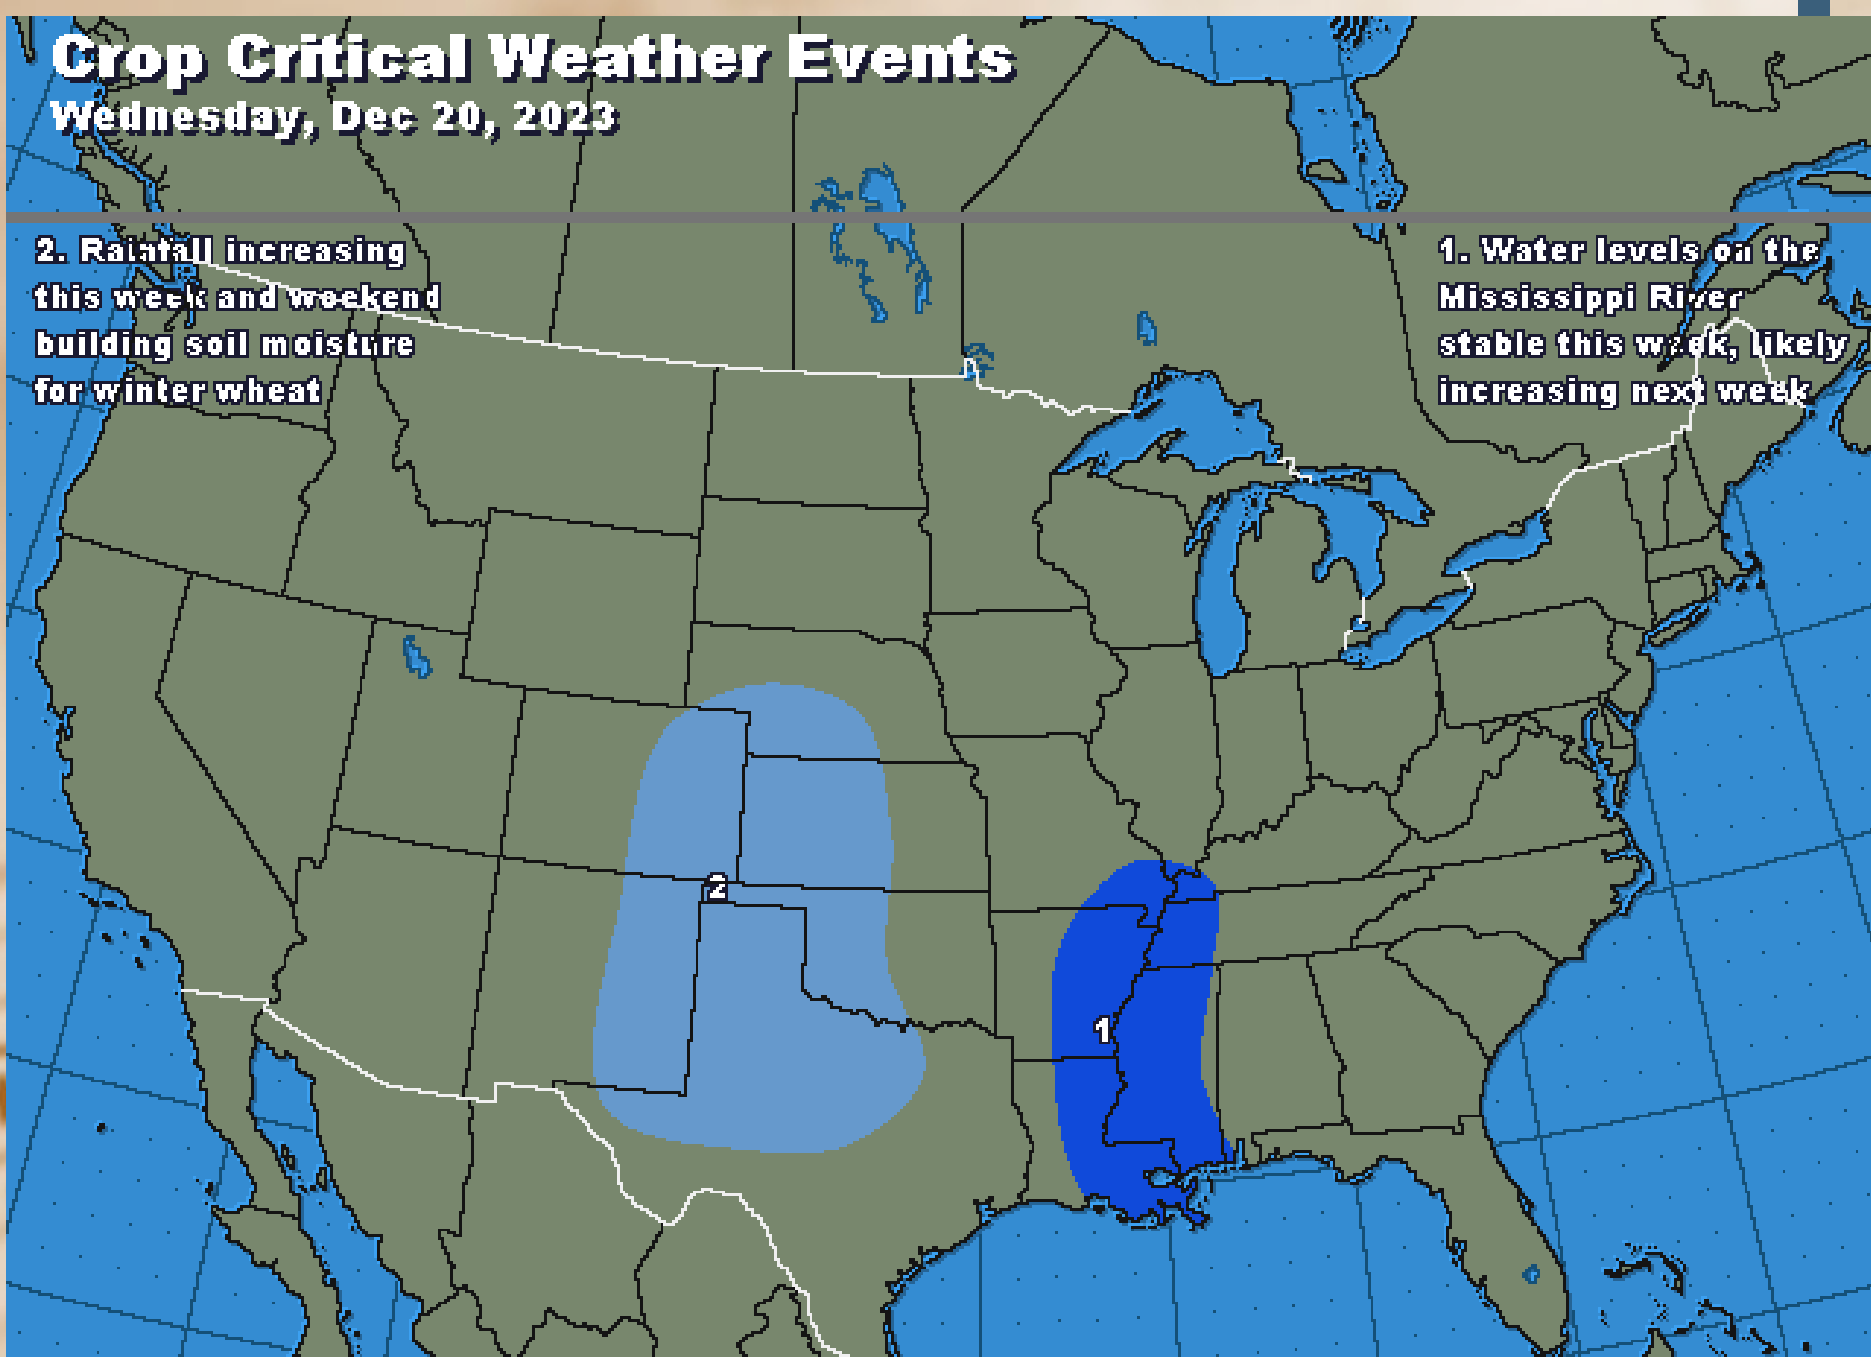 Crop Critical Weather Events
Wednesday, Dec 20, 2023
2. Rainfall increasing
this week and weekend
building soil moisture
for winter wheat
1. Water levels on the
Mississippi River
stable this week, likely
increasing next week
2
1